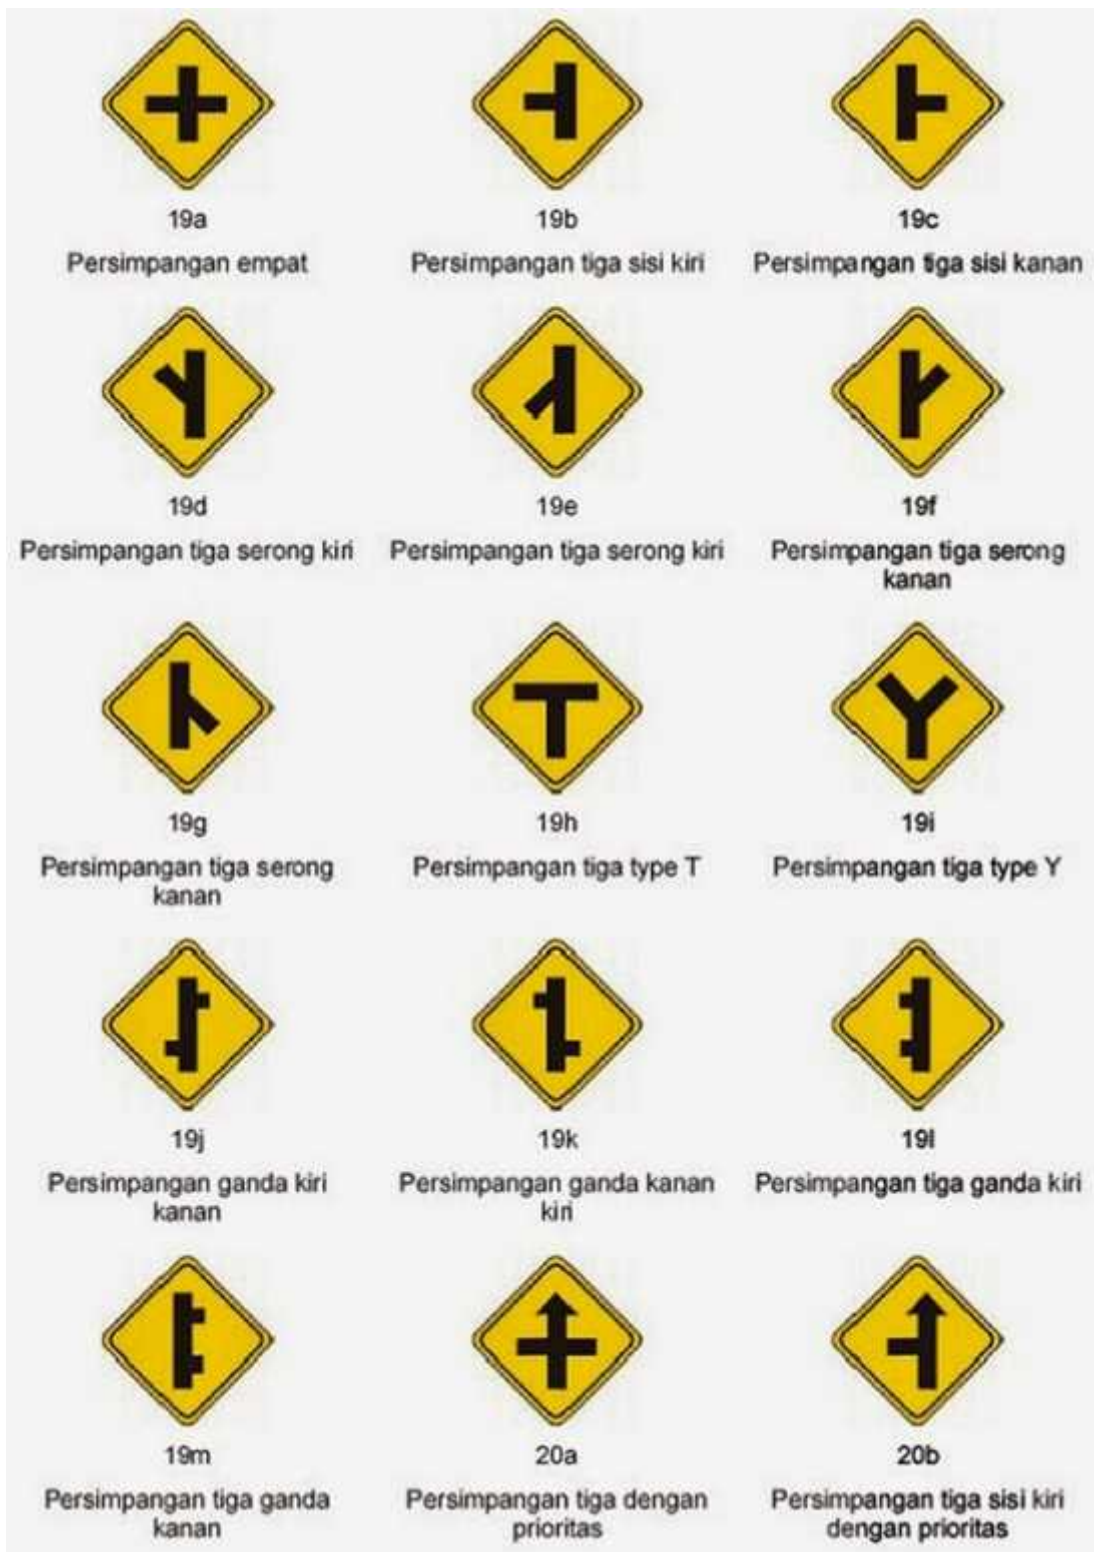 19a
19b
19c
Persimpangan empat
Persimpangan tiga sisi kiri
Persimpangan tiga sisi kanan
19d
19e
19f
Persimpangan tiga serong kiri
Persimpangan tiga serong kiri
Persimpangan tiga serong
kanan
19g
19h
19i
Persimpangan tiga serong
kanan
Persimpangan tiga type T
Persimpangan tiga type Y
19j
19k
19l
Persimpangan ganda kiri
kanan
Persimpangan ganda kanan
kiri
Persimpangan tiga ganda kiri
19m
20a
20b
Persimpangan tiga ganda
kanan
Persimpangan tiga dengan
prioritas
Persimpangan tiga sisi kiri
dengan prioritas